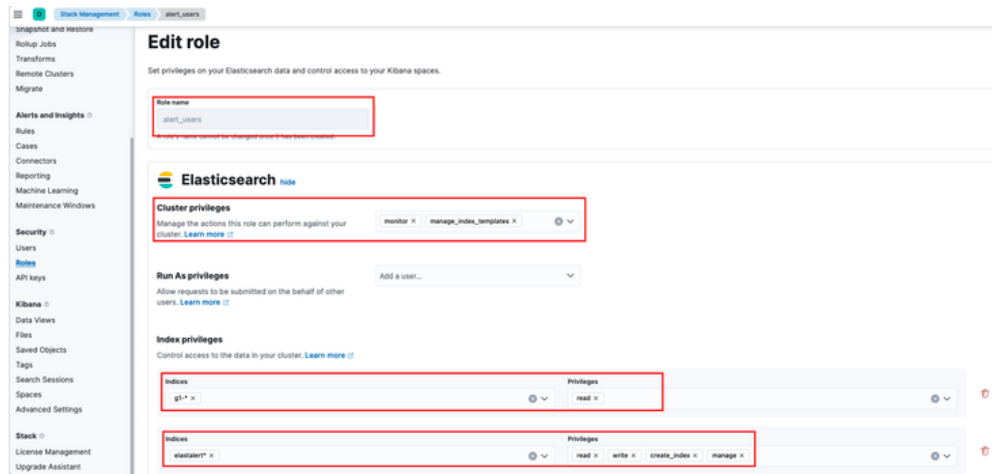 D Stack Management Roles alert_users
Snapshot and Restore
Rollup Jobs
Transforms
Remote Clusters
Migrate
Alerts and Insights
Rules
Cases
Connectors
Reporting
Machine Learning
Maintenance Windows
Security
Users
Roles
API keys
Kibana
Data Views
Files
Saved Objects
Tags
Search Sessions
Spaces
Advanced Settings
Stack
License Management
Upgrade Assistant
Edit role
Set privileges on your Elasticsearch data and control access to your Kibana spaces.
Role name
alert_users
A role's name cannot be changed once it has been created.
Elasticsearch hide
Cluster privileges
Manage the actions this role can perform against your
cluster. Learn more
monitor × manage_index_templates ×
Run As privileges
Allow requests to be submitted on the behalf of other
users. Learn more
Add a user...
Index privileges
Control access to the data in your cluster. Learn more
Indices Privileges
g1-* × read ×
Indices Privileges
elastalert* × read × write × create_index × manage ×